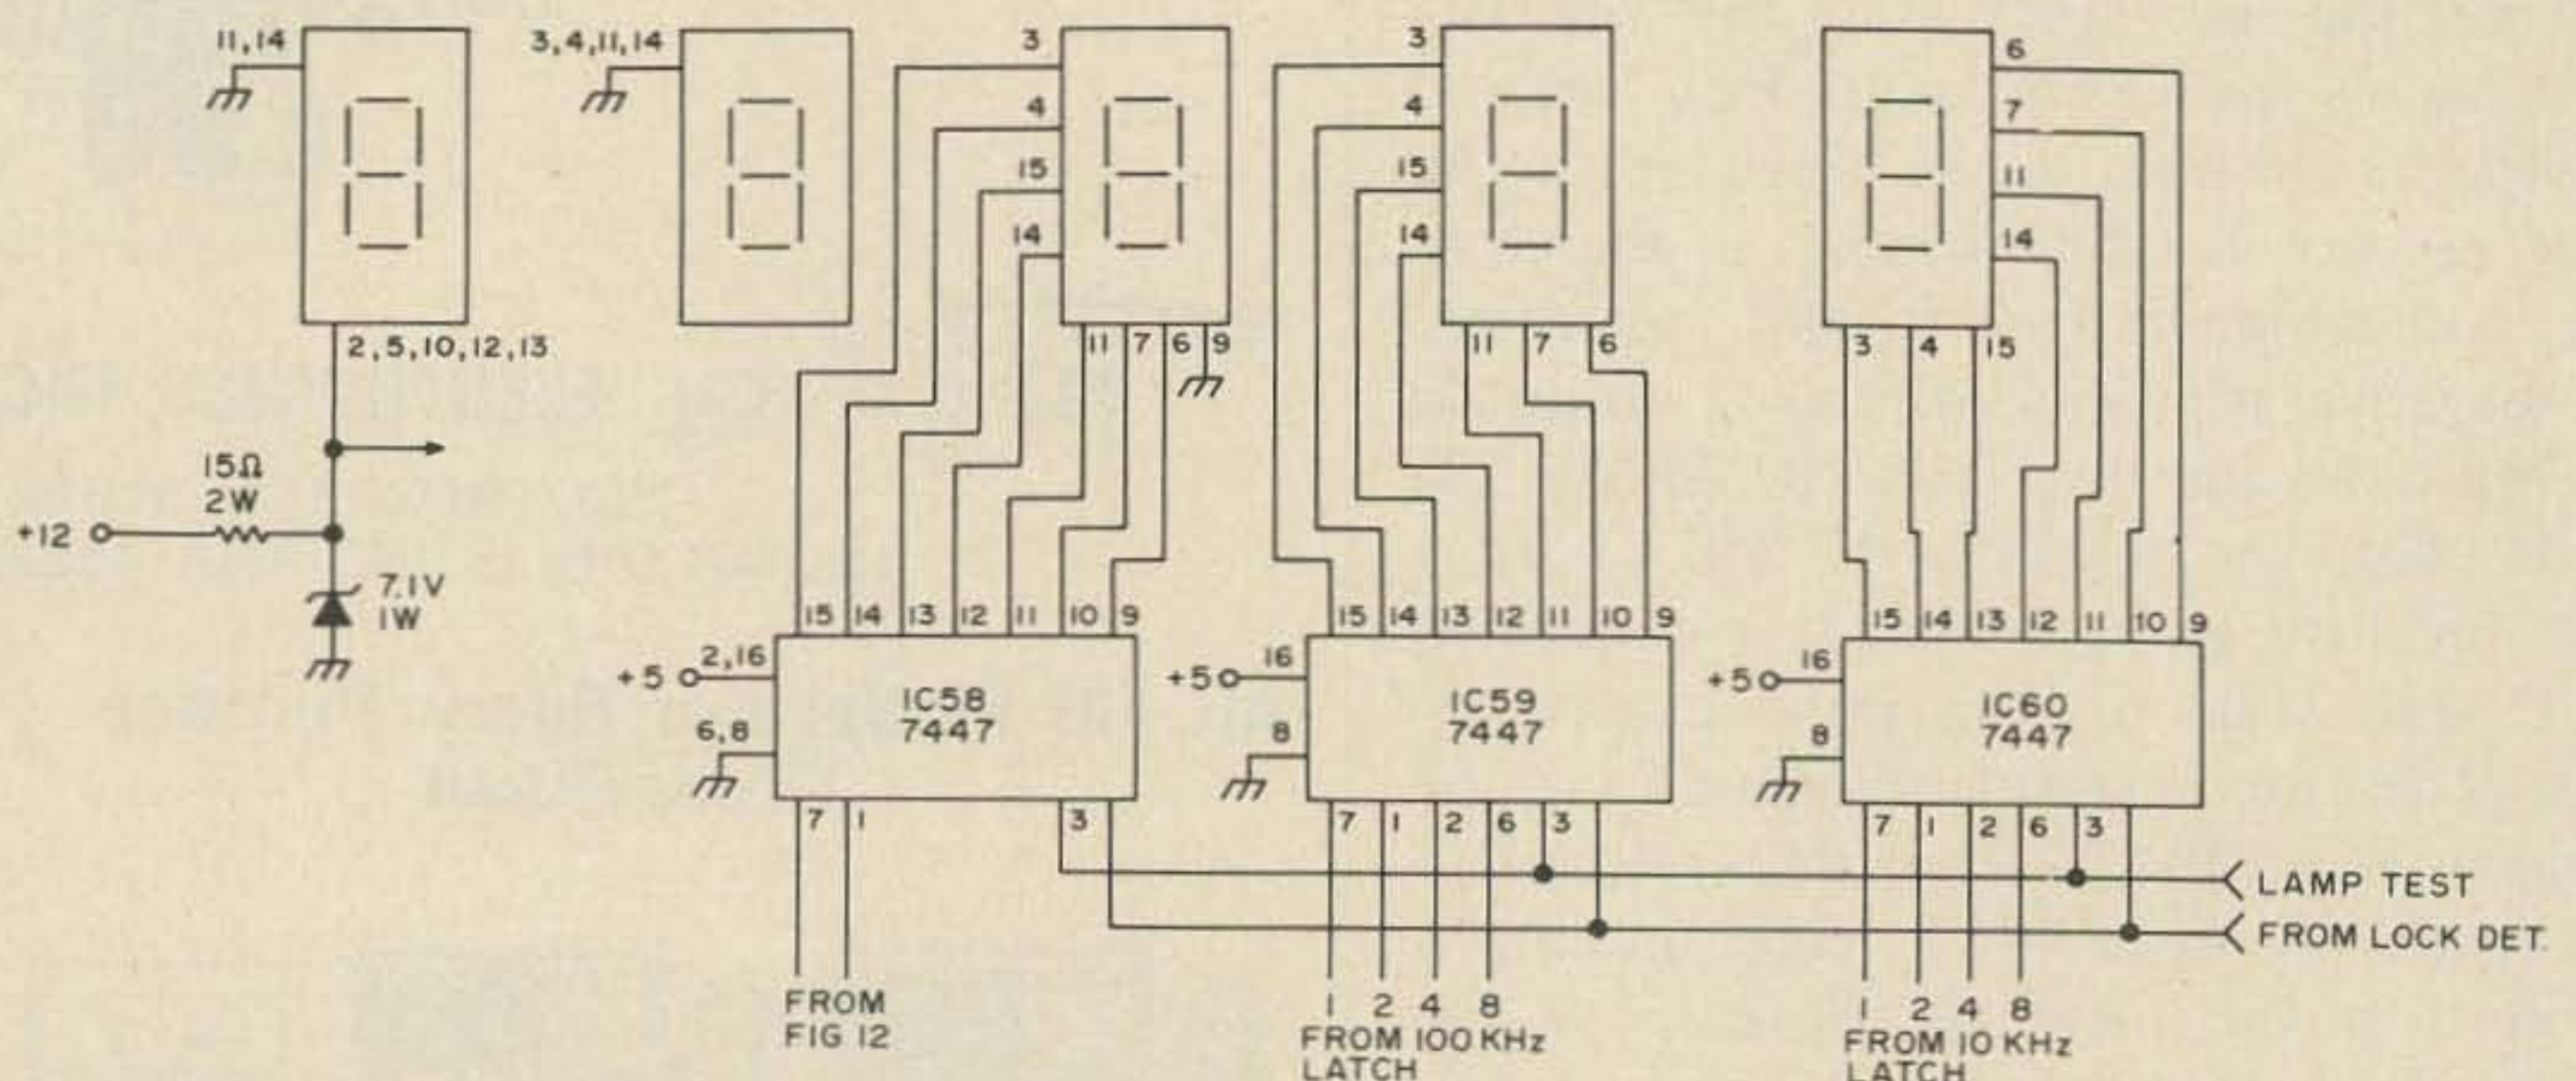 11,14
3,4,11,14
3
4
15
14
3
4
15
14
6
7
11
14
2,5,10,12,13
11 7 6 9
11 7 6
3 4 15
15Ω
2W
+12
7.1V
1W
15 14 13 12 11 10 9
15 14 13 12 11 10 9
15 14 13 12 11 10 9
+5 2,16
6,8
IC58
7447
+5 16
8
IC59
7447
+5 16
8
IC60
7447
7 1 3
7 1 2 6 3
7 1 2 6 3
LAMP TEST
FROM LOCK DET.
FROM
FIG 12
1 2 4 8
FROM 100 KHz
LATCH
1 2 4 8
FROM 10 KHz
LATCH